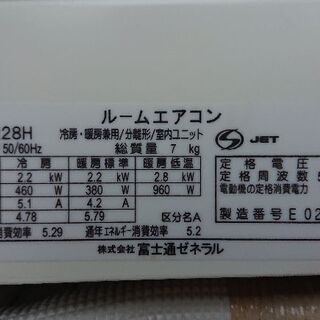 ルームエアコン
28H 冷房・暖房兼用/分離形/室内ユニット
50/60Hz 総質量 7 kg JET
冷房 暖房標準 暖房低温 定格電圧
2.2 kW 2.2 kW 2.8 kW 定格周波数 5
460 W 380 W 960 W 電動機の定格消費電力
5.1 A 4.2 A
4.78 5.79 区分名A 製造番号E 02
消費効率 5.29 通年エネルギー消費効率 5.2
株式会社 富士通ゼネラル